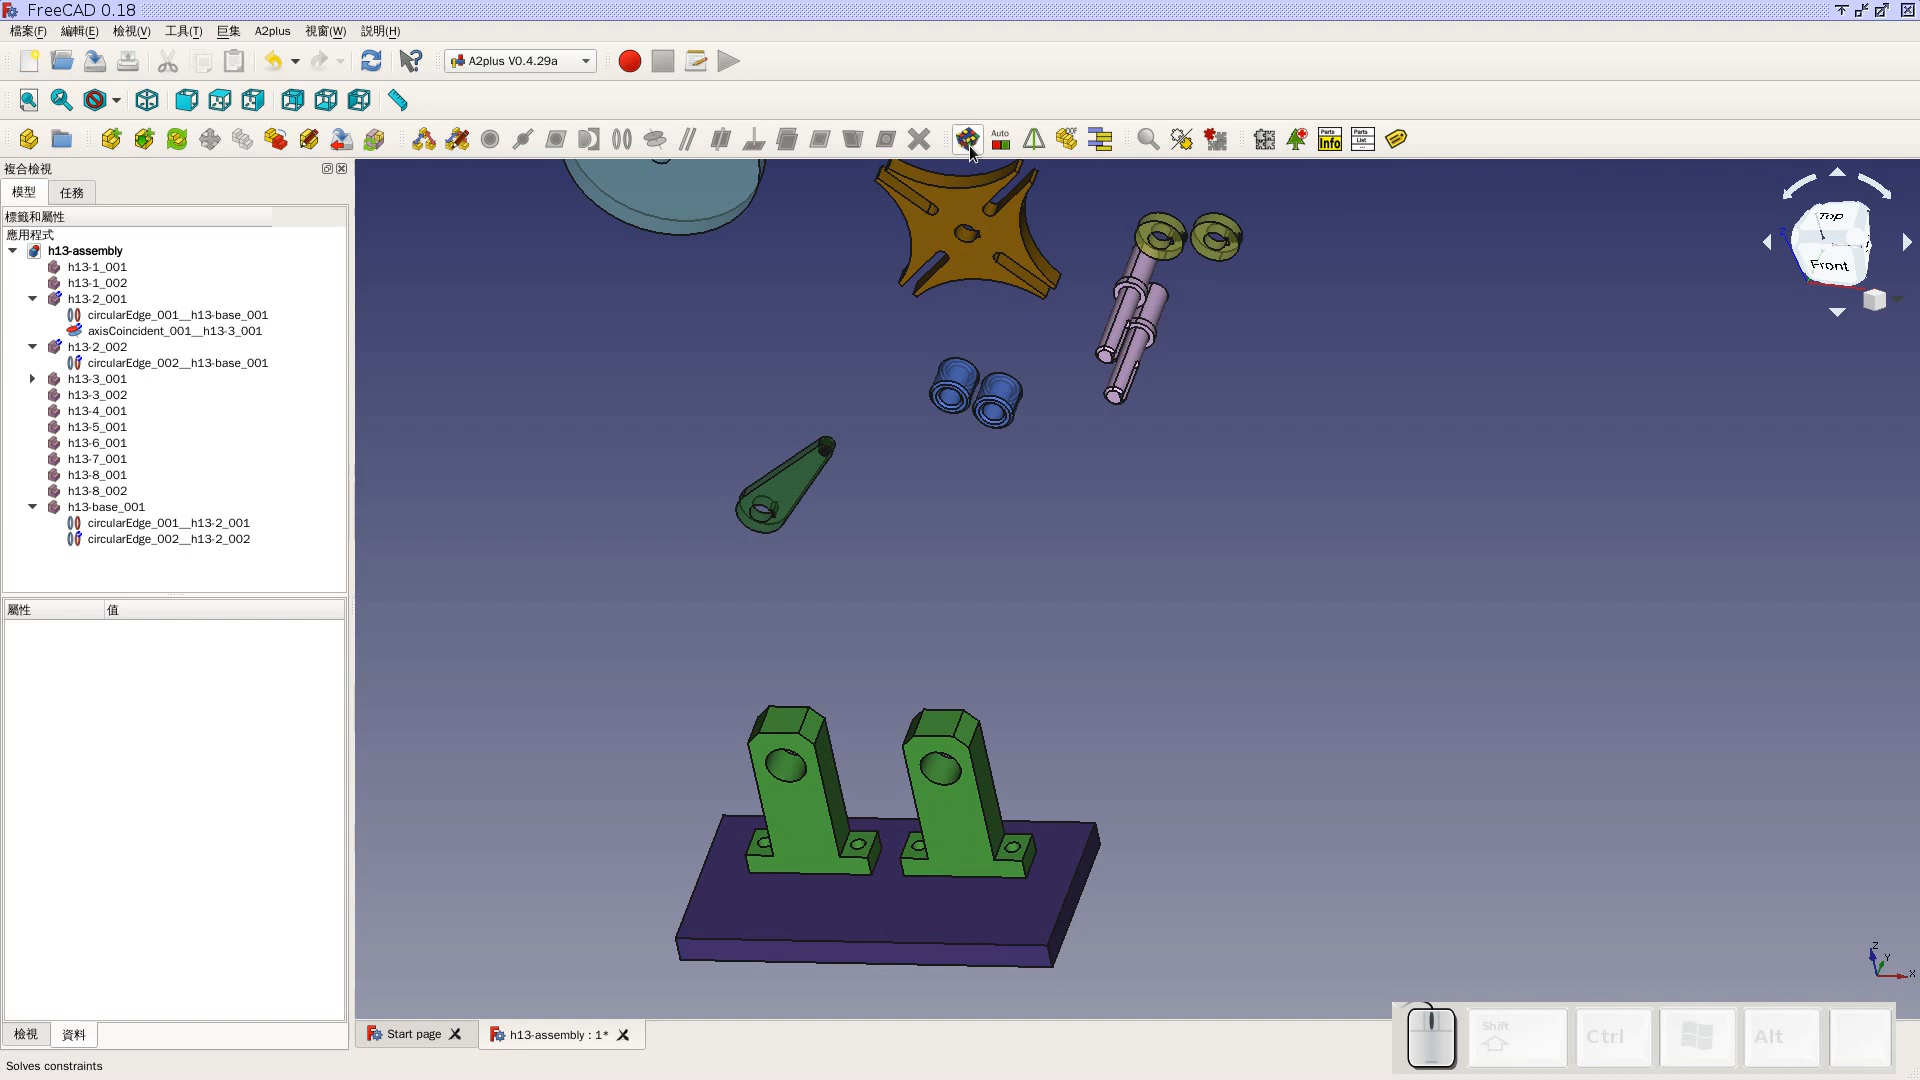 FreeCAD 0.18
檔案(F) 編輯(E) 檢視(V) 工具(T) 巨集 A2plus 視窗(W) 說明(H)
A2plus V0.4.29a
Auto
DOF
Parts Info
Parts List
複合檢視
模型 任務
標籤和屬性
應用程式
h13-assembly
h13-1_001
h13-1_002
h13-2_001
circularEdge_001__h13-base_001
axisCoincident_001__h13-3_001
h13-2_002
circularEdge_002__h13-base_001
h13-3_001
h13-3_002
h13-4_001
h13-5_001
h13-6_001
h13-7_001
h13-8_001
h13-8_002
h13-base_001
circularEdge_001__h13-2_001
circularEdge_002__h13-2_002
屬性 值
Top
Front
Z
Z
Y
X
檢視 資料
Start page
h13-assembly : 1*
Shift
Ctrl
Alt
Solves constraints